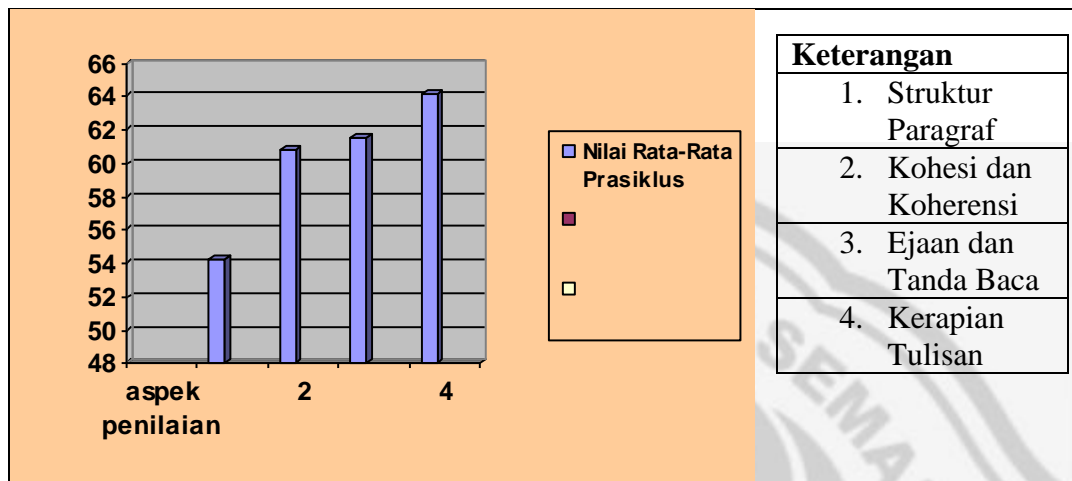 66
64
62
60
58
56
54
52
50
48
aspek
penilaian
2
4
Nilai Rata-Rata
Prasiklus
Keterangan
1. Struktur
Paragraf
2. Kohesi dan
Koherensi
3. Ejaan dan
Tanda Baca
4. Kerapian
Tulisan